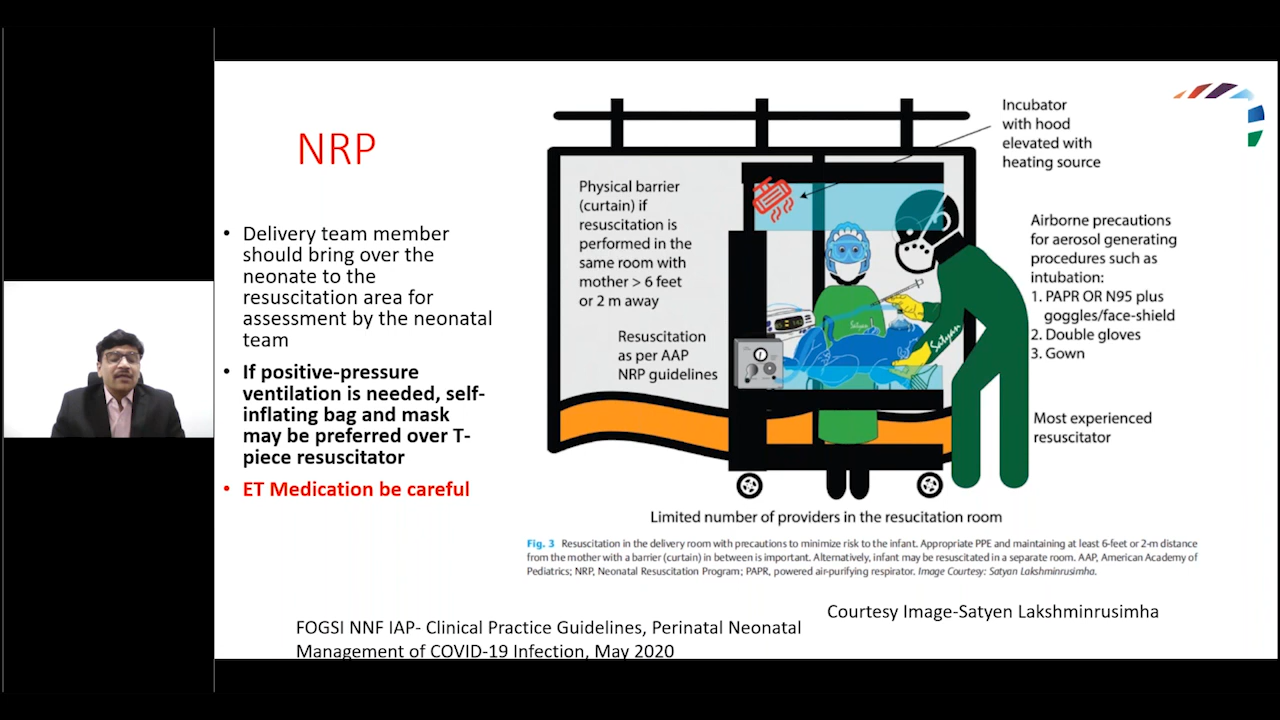 NRP
• Delivery team member
should bring over the
neonate to the
resuscitation area for
assessment by the neonatal
team
• If positive-pressure
ventilation is needed, self-
inflating bag and mask
may be preferred over T-
piece resuscitator
• ET Medication be careful
Physical barrier
(curtain) if
resuscitation is
performed in the
same room with
mother > 6 feet
or 2 m away
Resuscitation
as per AAP
NRP guidelines
Incubator
with hood
elevated with
heating source
Airborne precautions
for aerosol generating
procedures such as
intubation:
1. PAPR OR N95 plus
goggles/face-shield
2. Double gloves
3. Gown
Most experienced
resuscitator
Satyan
Satyan
Limited number of providers in the resucitation room
Fig. 3 Resuscitation in the delivery room with precautions to minimize risk to the infant. Appropriate PPE and maintaining at least 6-feet or 2-m distance
from the mother with a barrier (curtain) in between is important. Alternatively, infant may be resuscitated in a separate room. AAP, American Academy of
Pediatrics; NRP, Neonatal Resuscitation Program; PAPR, powered air-purifying respirator. Image Courtesy: Satyan Lakshminrusimha.
Courtesy Image-Satyen Lakshminrusimha
FOGSI NNF IAP- Clinical Practice Guidelines, Perinatal Neonatal
Management of COVID-19 Infection, May 2020